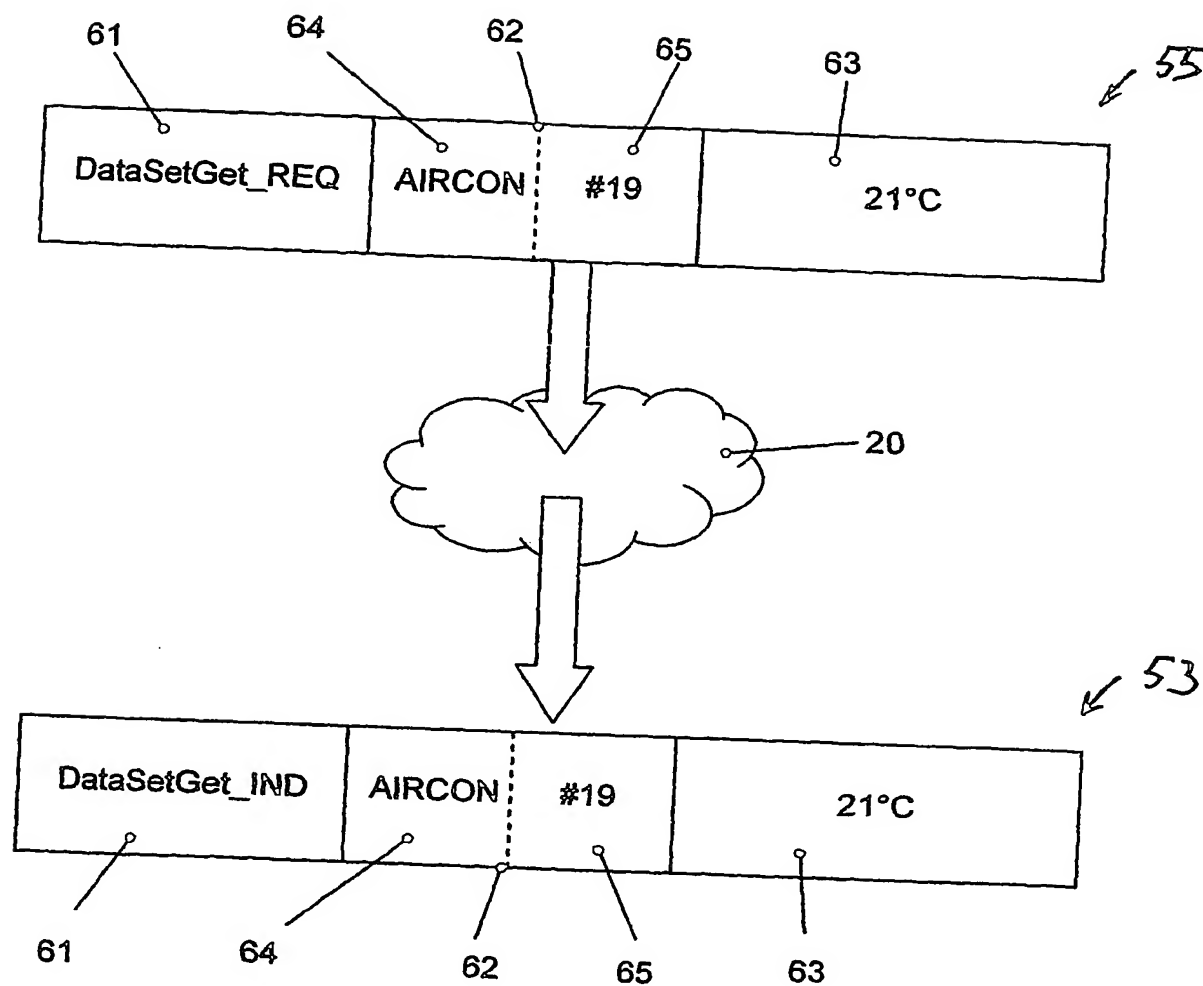 61 64 62 65 63 55
DataSetGet_REQ AIRCON #19 21°C
20
53
DataSetGet_IND AIRCON #19 21°C
61 64 62 65 63